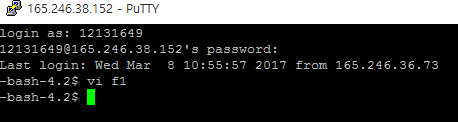 165.246.38.152 - PuTTY
login as: 12131649
12131649@165.246.38.152's password:
Last login: Wed Mar  8 10:55:57 2017 from 165.246.36.73
-bash-4.2$ vi f1
-bash-4.2$